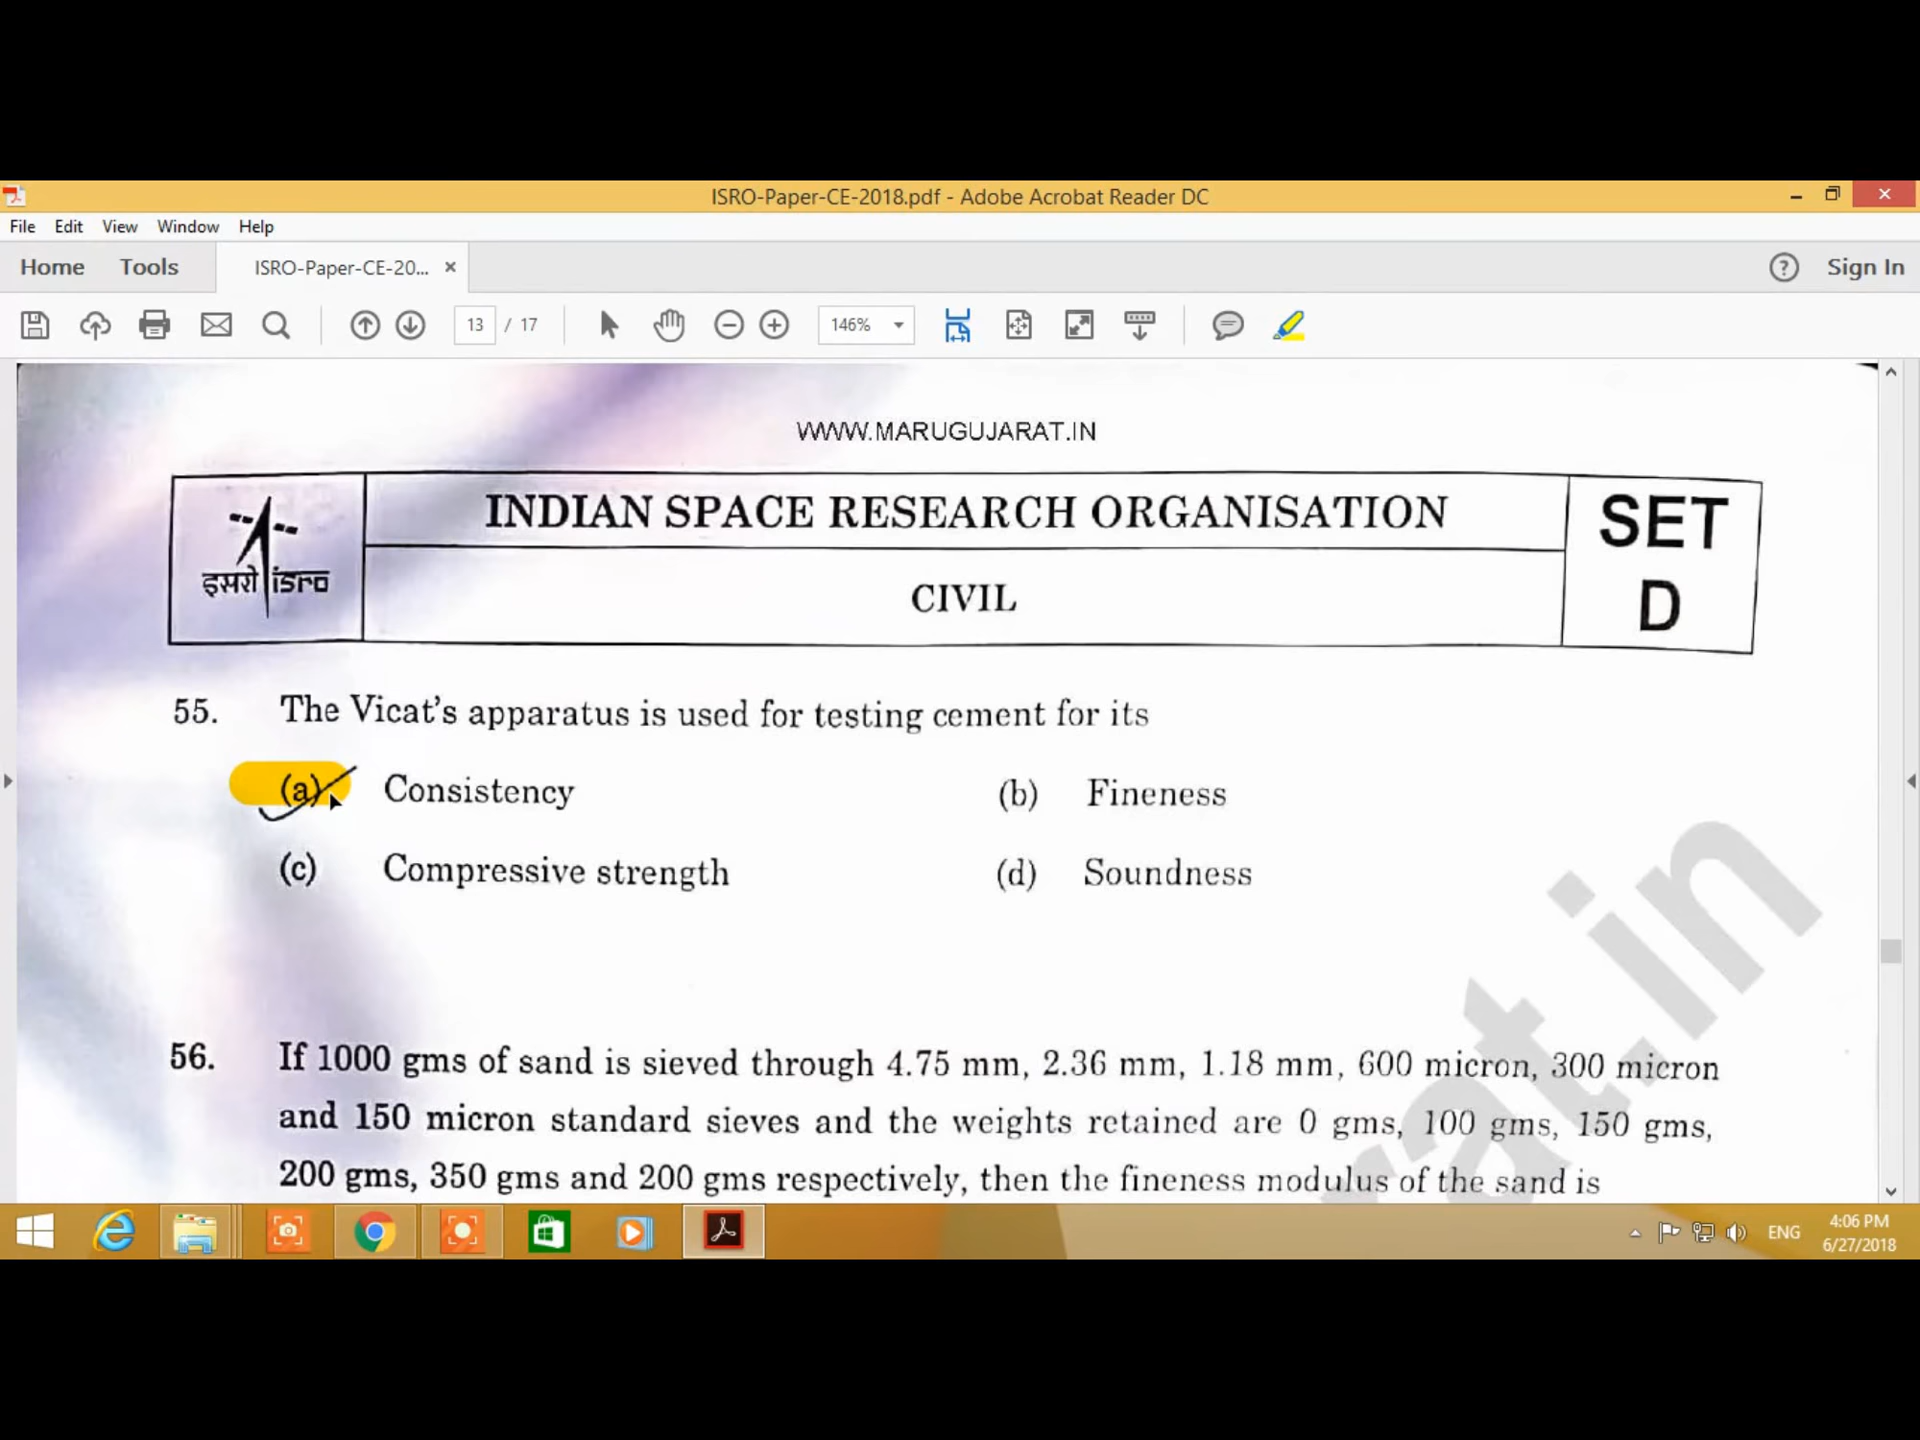 ISRO-Paper-CE-2018.pdf - Adobe Acrobat Reader DC
File Edit View Window Help
Home Tools ISRO-Paper-CE-20... Sign In
13 / 17 146%
WWW.MARUGUJARAT.IN
INDIAN SPACE RESEARCH ORGANISATION
SET
D
इसरो isro
CIVIL
55. The Vicat's apparatus is used for testing cement for its
(a) Consistency (b) Fineness
(c) Compressive strength (d) Soundness
rat.in
56. If 1000 gms of sand is sieved through 4.75 mm, 2.36 mm, 1.18 mm, 600 micron, 300 micron
and 150 micron standard sieves and the weights retained are 0 gms, 100 gms, 150 gms,
200 gms, 350 gms and 200 gms respectively, then the fineness modulus of the sand is
ENG
4:06 PM
6/27/2018